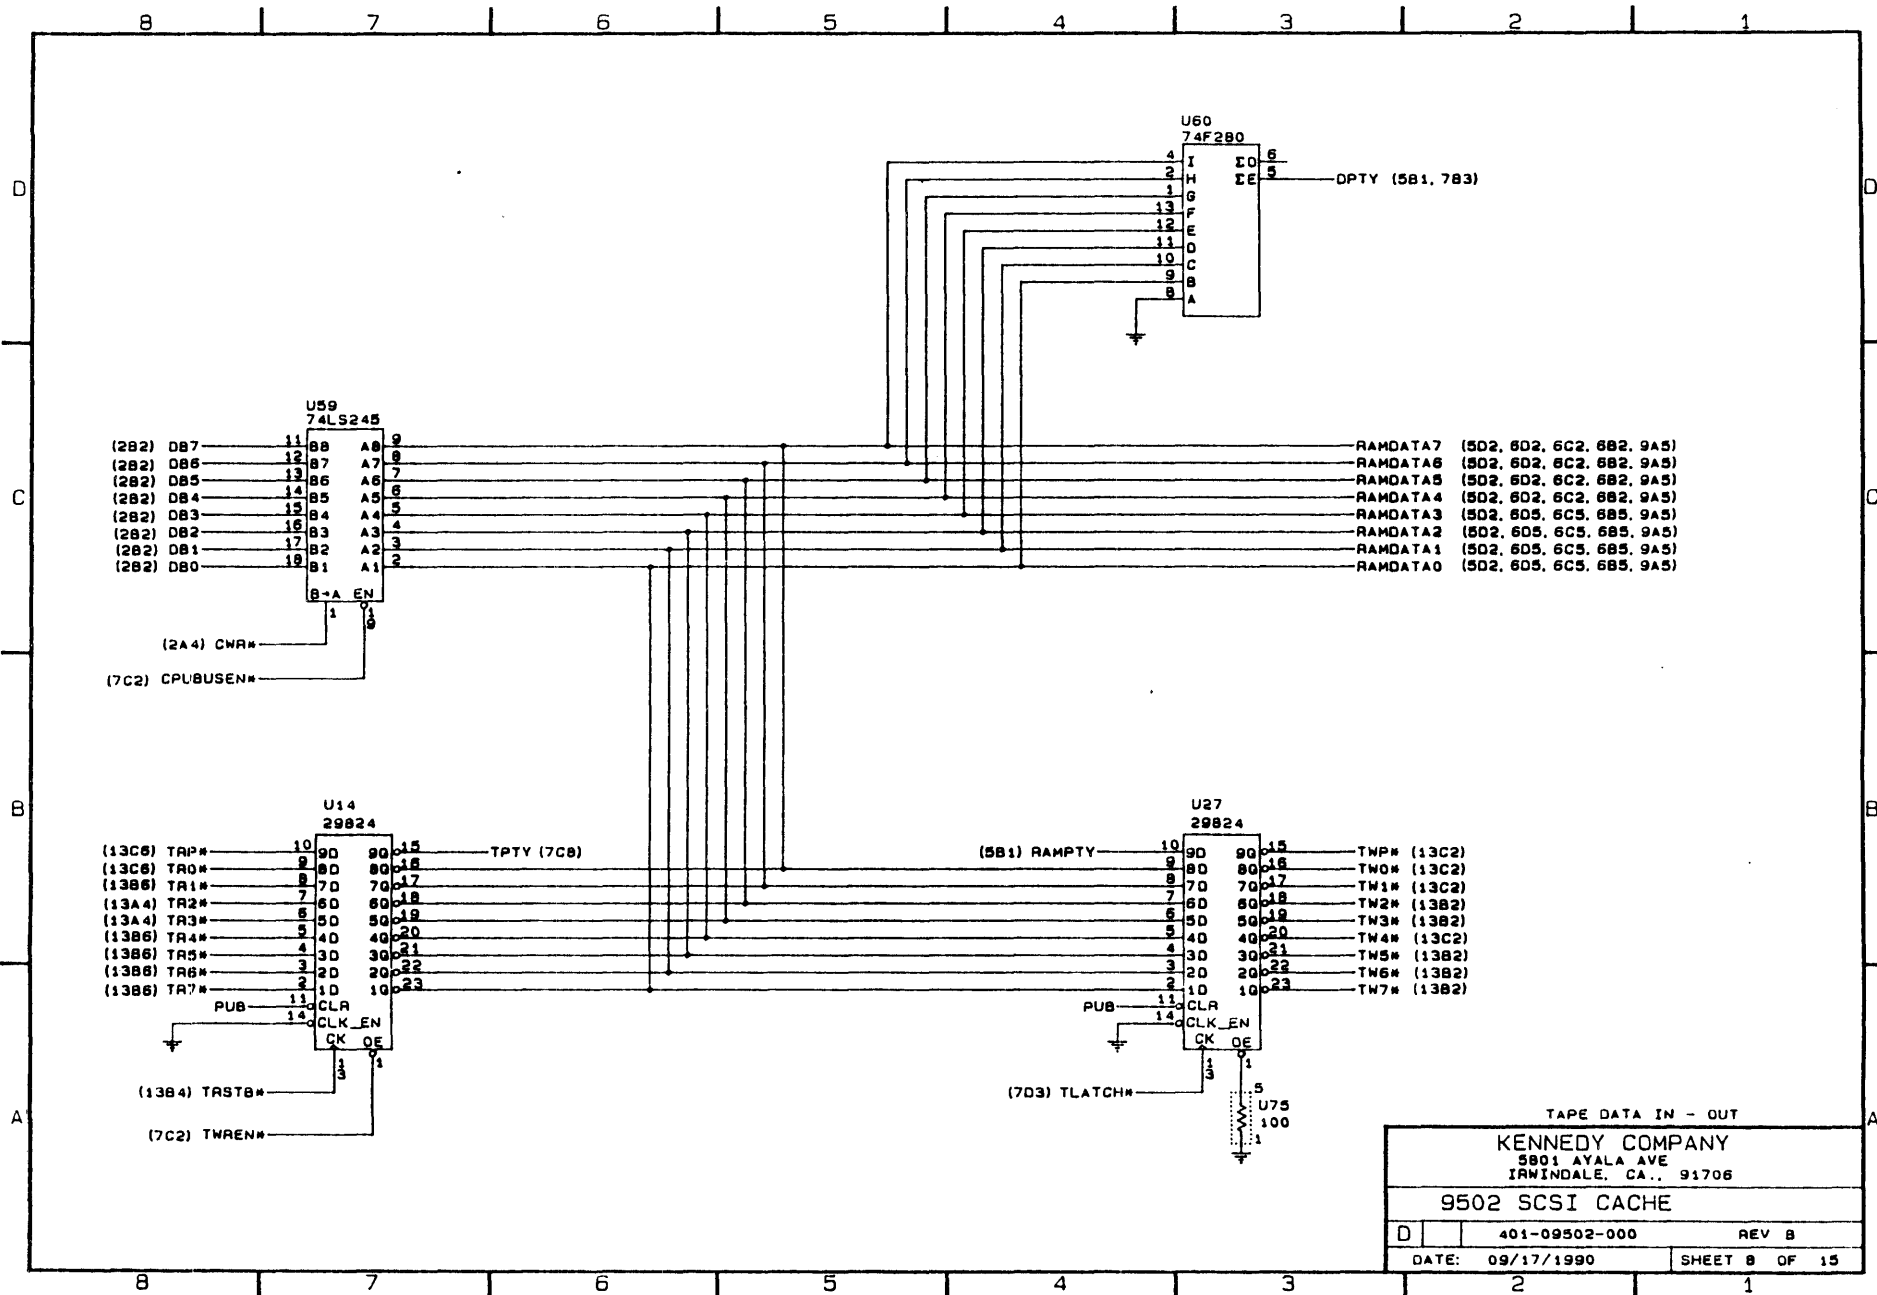 8 7 6 5 4 3 2 1
U60
74F280
4 I ΣO 6
2 H ΣE 5 DPTY (5B1, 7B3)
1 G
13 F
12 E
11 D
10 C
9 B
8 A
D D
U59
74LS245
(2B2) DB7 11 B8 A8 9 RAMDATA7 (5D2, 6D2, 6C2, 6B2, 9A5)
(2B2) DB6 12 B7 A7 8 RAMDATA6 (5D2, 6D2, 6C2, 6B2, 9A5)
(2B2) DB5 13 B6 A6 7 RAMDATA5 (5D2, 6D2, 6C2, 6B2, 9A5)
(2B2) DB4 14 B5 A5 6 RAMDATA4 (5D2, 6D2, 6C2, 6B2, 9A5)
(2B2) DB3 15 B4 A4 5 RAMDATA3 (5D2, 6D5, 6C5, 6B5, 9A5)
(2B2) DB2 16 B3 A3 4 RAMDATA2 (5D2, 6D5, 6C5, 6B5, 9A5)
(2B2) DB1 17 B2 A2 3 RAMDATA1 (5D2, 6D5, 6C5, 6B5, 9A5)
(2B2) DB0 18 B1 A1 2 RAMDATA0 (5D2, 6D5, 6C5, 6B5, 9A5)
C C
B→A EN
1 19
(2A4) CWR*
(7C2) CPUBUSEN*
B B
U14
29824
(13C6) TRP* 10 9D 9Q 15 TPTY (7C8)
(13C6) TR0* 9 8D 8Q 16
(13B6) TR1* 8 7D 7Q 17
(13A4) TR2* 7 6D 6Q 18
(13A4) TR3* 6 5D 5Q 19
(13B6) TR4* 5 4D 4Q 20
(13B6) TR5* 4 3D 3Q 21
(13B6) TR6* 3 2D 2Q 22
(13B6) TR7* 2 1D 1Q 23
PUB 11 CLR
14 CLK_EN
CK OE
13 1
(13B4) TRSTB*
(7C2) TWREN*
U27
29824
(5B1) RAMPTY 10 9D 9Q 15 TWP* (13C2)
9 8D 8Q 16 TW0* (13C2)
8 7D 7Q 17 TW1* (13C2)
7 6D 6Q 18 TW2* (13B2)
6 5D 5Q 19 TW3* (13B2)
5 4D 4Q 20 TW4* (13C2)
4 3D 3Q 21 TW5* (13B2)
3 2D 2Q 22 TW6* (13B2)
2 1D 1Q 23 TW7* (13B2)
PUB 11 CLR
14 CLK_EN
CK OE
13 1
(7D3) TLATCH*
5
U75
100
1
A A
TAPE DATA IN - OUT
KENNEDY COMPANY
5801 AYALA AVE
IRWINDALE, CA., 91706
9502 SCSI CACHE
D 401-09502-000 REV B
DATE: 09/17/1990 SHEET 8 OF 15
8 7 6 5 4 3 2 1